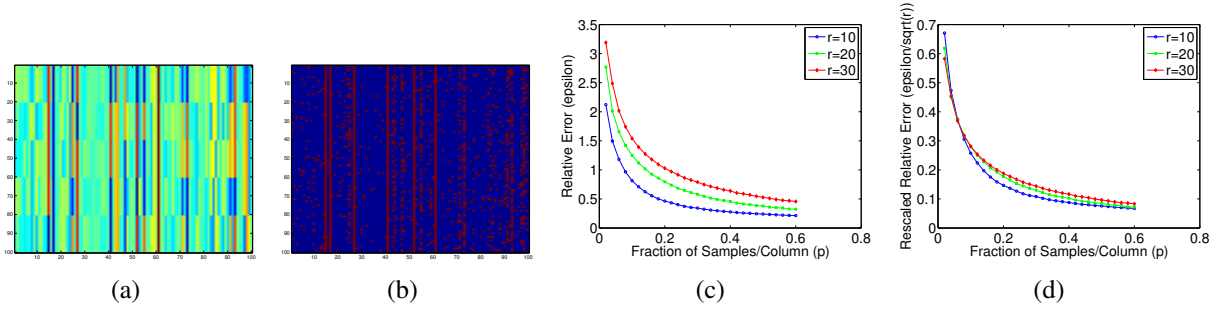 10
20
30
40
50
60
70
80
90
100
10 20 30 40 50 60 70 80 90 100
(a)
10
20
30
40
50
60
70
80
90
100
10 20 30 40 50 60 70 80 90 100
(b)
Relative Error (epsilon)
3.5
3
2.5
2
1.5
1
0.5
0
0 0.2 0.4 0.6 0.8
Fraction of Samples/Column (p)
r=10
r=20
r=30
(c)
Rescaled Relative Error (epsilon/sqrt(r))
0.7
0.6
0.5
0.4
0.3
0.2
0.1
0
0 0.2 0.4 0.6 0.8
Fraction of Samples/Column (p)
r=10
r=20
r=30
(d)